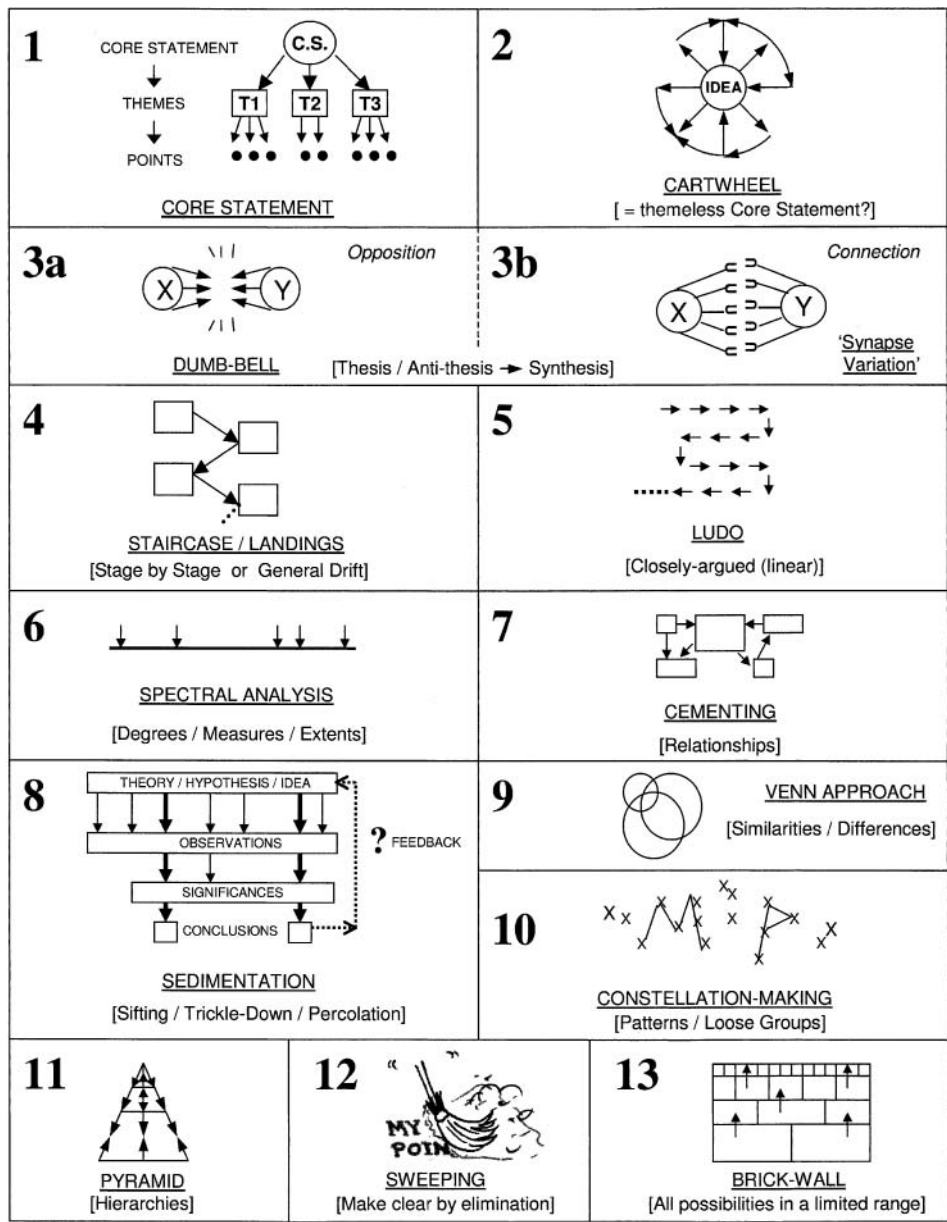 1
CORE STATEMENT
THEMES
POINTS
C.S.
T1 T2 T3
CORE STATEMENT
2
IDEA
CARTWHEEL
[ = themeless Core Statement?]
3a
Opposition
X Y
DUMB-BELL
3b
Connection
X Y
'Synapse
Variation'
[Thesis / Anti-thesis → Synthesis]
4
STAIRCASE / LANDINGS
[Stage by Stage or General Drift]
5
LUDO
[Closely-argued (linear)]
6
SPECTRAL ANALYSIS
[Degrees / Measures / Extents]
7
CEMENTING
[Relationships]
8
THEORY / HYPOTHESIS / IDEA
OBSERVATIONS
? FEEDBACK
SIGNIFICANCES
CONCLUSIONS
SEDIMENTATION
[Sifting / Trickle-Down / Percolation]
9
VENN APPROACH
[Similarities / Differences]
10
CONSTELLATION-MAKING
[Patterns / Loose Groups]
11
PYRAMID
[Hierarchies]
12
MY
POIN
SWEEPING
[Make clear by elimination]
13
BRICK-WALL
[All possibilities in a limited range]